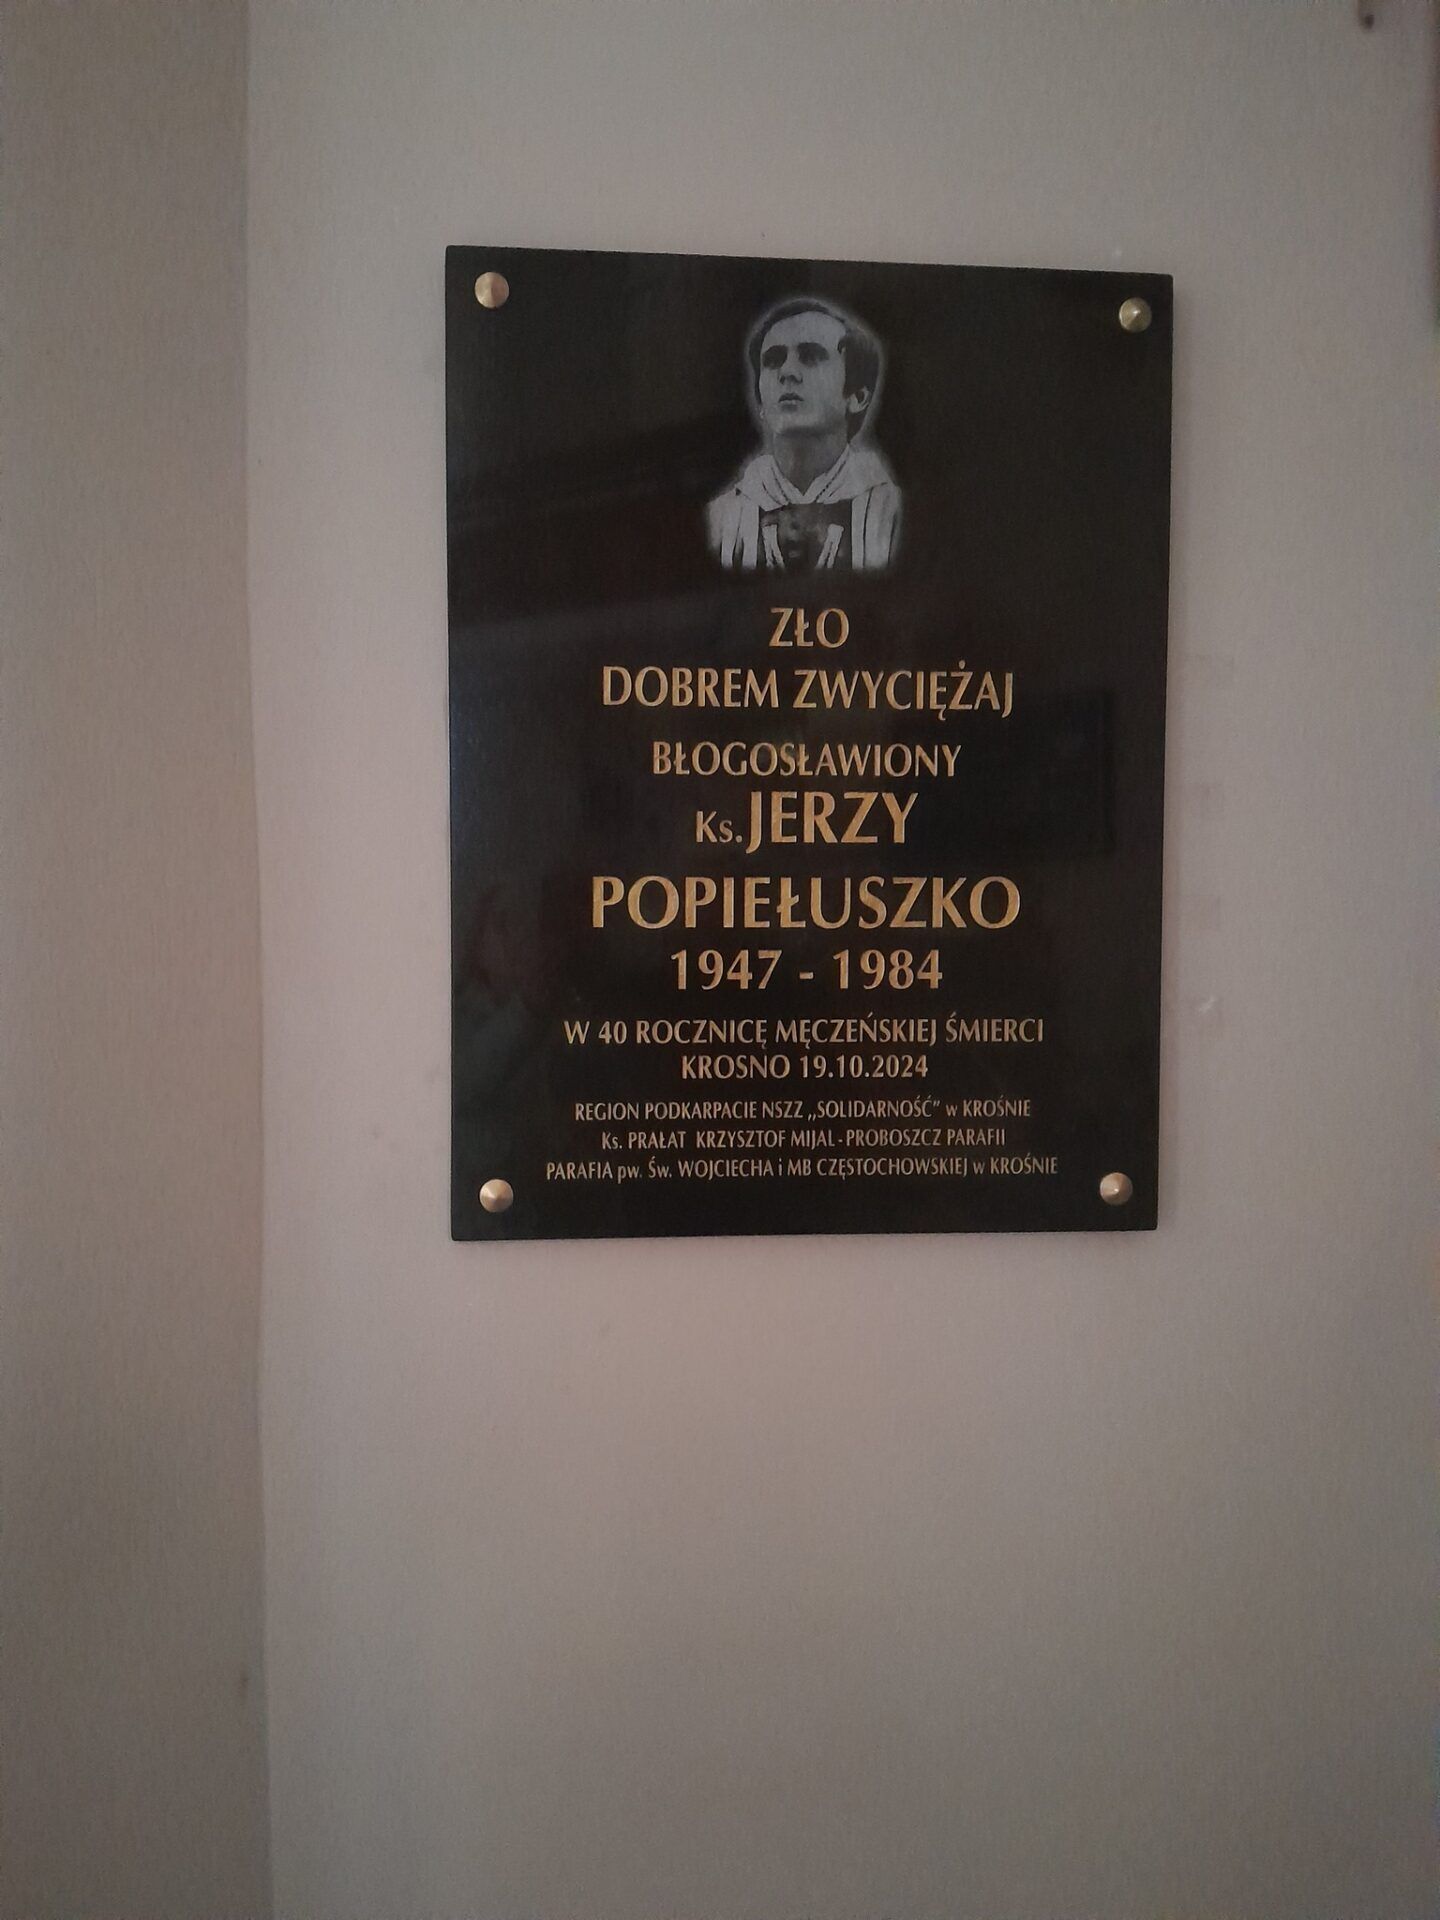 ZŁO
DOBREM ZWYCIĘŻAJ
BŁOGOSŁAWIONY
Ks. JERZY
POPIEŁUSZKO
1947 - 1984
W 40 ROCZNICĘ MĘCZEŃSKIEJ ŚMIERCI
KROSNO 19.10.2024
REGION PODKARPACIE NSZZ „SOLIDARNOŚĆ" w KROŚNIE
Ks. PRAŁAT KRZYSZTOF MIJAL - PROBOSZCZ PARAFII
PARAFIA pw. Św. WOJCIECHA i MB CZĘSTOCHOWSKIEJ w KROŚNIE